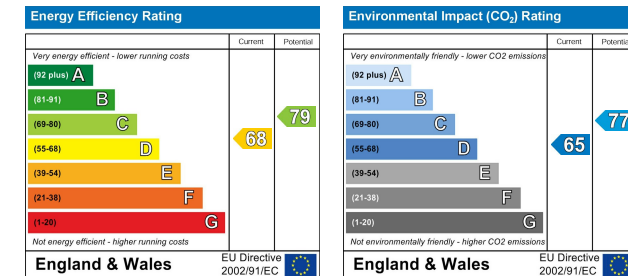 Energy Efficiency Rating
Current Potential
Very energy efficient - lower running costs
(92 plus) A
(81-91) B
(69-80) C
(55-68) D
(39-54) E
(21-38) F
(1-20) G
68
79
Not energy efficient - higher running costs
England & Wales
EU Directive
2002/91/EC
Environmental Impact (CO2) Rating
Current Potential
Very environmentally friendly - lower CO2 emissions
(92 plus) A
(81-91) B
(69-80) C
(55-68) D
(39-54) E
(21-38) F
(1-20) G
65
77
Not environmentally friendly - higher CO2 emissions
England & Wales
EU Directive
2002/91/EC